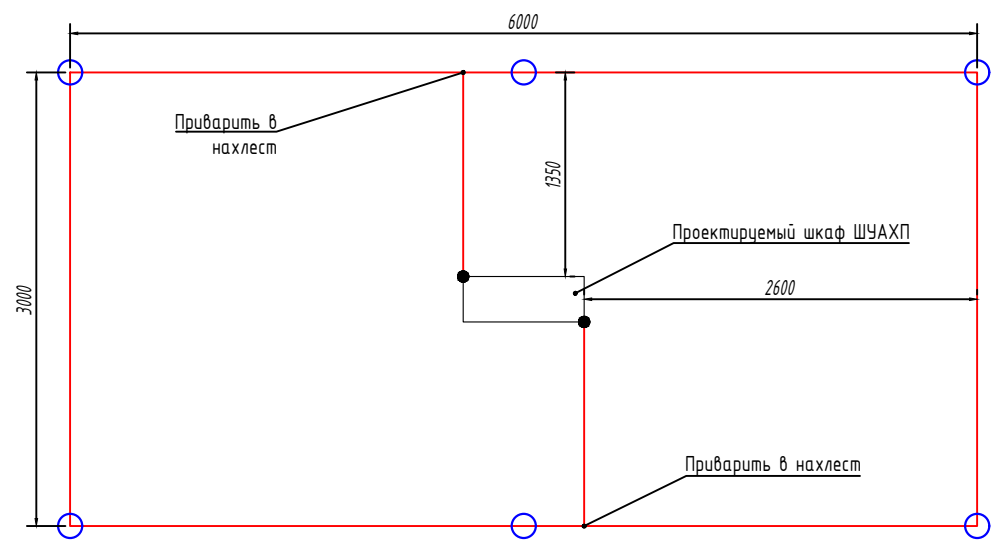 6000
Приварить в
нахлест
1350
Проектируемый шкаф ШУАХП
2600
3000
Приварить в нахлест